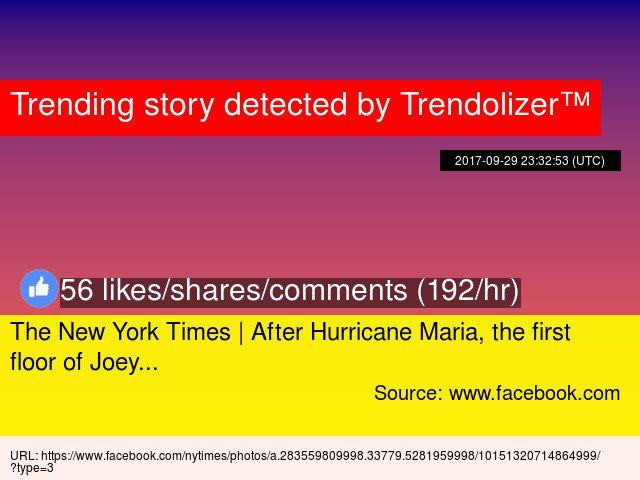 Trending story detected by Trendolizer™
2017-09-29 23:32:53 (UTC)
56 likes/shares/comments (192/hr)
The New York Times | After Hurricane Maria, the first
floor of Joey...
Source: www.facebook.com
URL: https://www.facebook.com/nytimes/photos/a.283559809998.33779.5281959998/10151320714864999/
?type=3